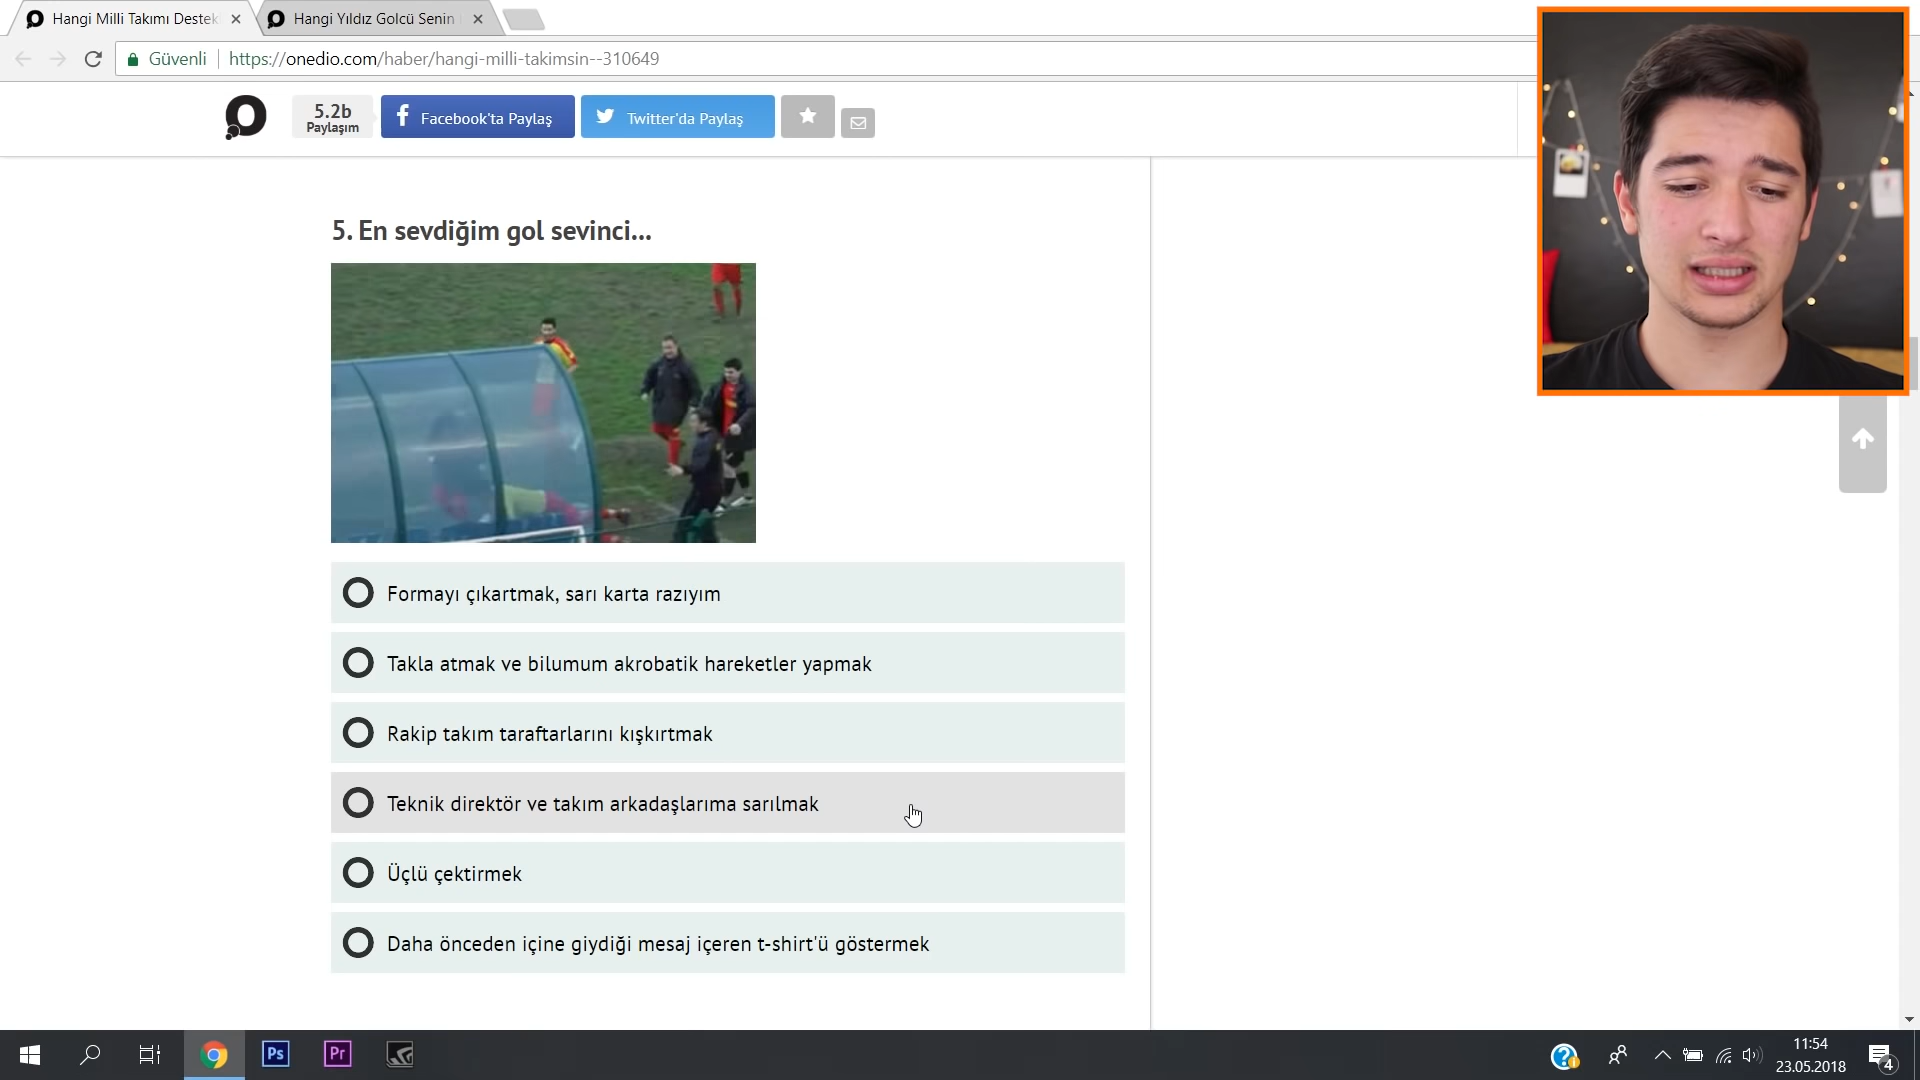 Hangi Milli Takımı Destek
Hangi Yıldız Golcü Senin
Güvenli
https://onedio.com/haber/hangi-milli-takimsin--310649
5.2b
Paylaşım
Facebook'ta Paylaş
Twitter'da Paylaş
5. En sevdiğim gol sevinci...
Formayı çıkartmak, sarı karta razıyım
Takla atmak ve bilumum akrobatik hareketler yapmak
Rakip takım taraftarlarını kışkırtmak
Teknik direktör ve takım arkadaşlarıma sarılmak
Üçlü çektirmek
Daha önceden içine giydiği mesaj içeren t-shirt'ü göstermek
Ps
Pr
11:54
23.05.2018
4